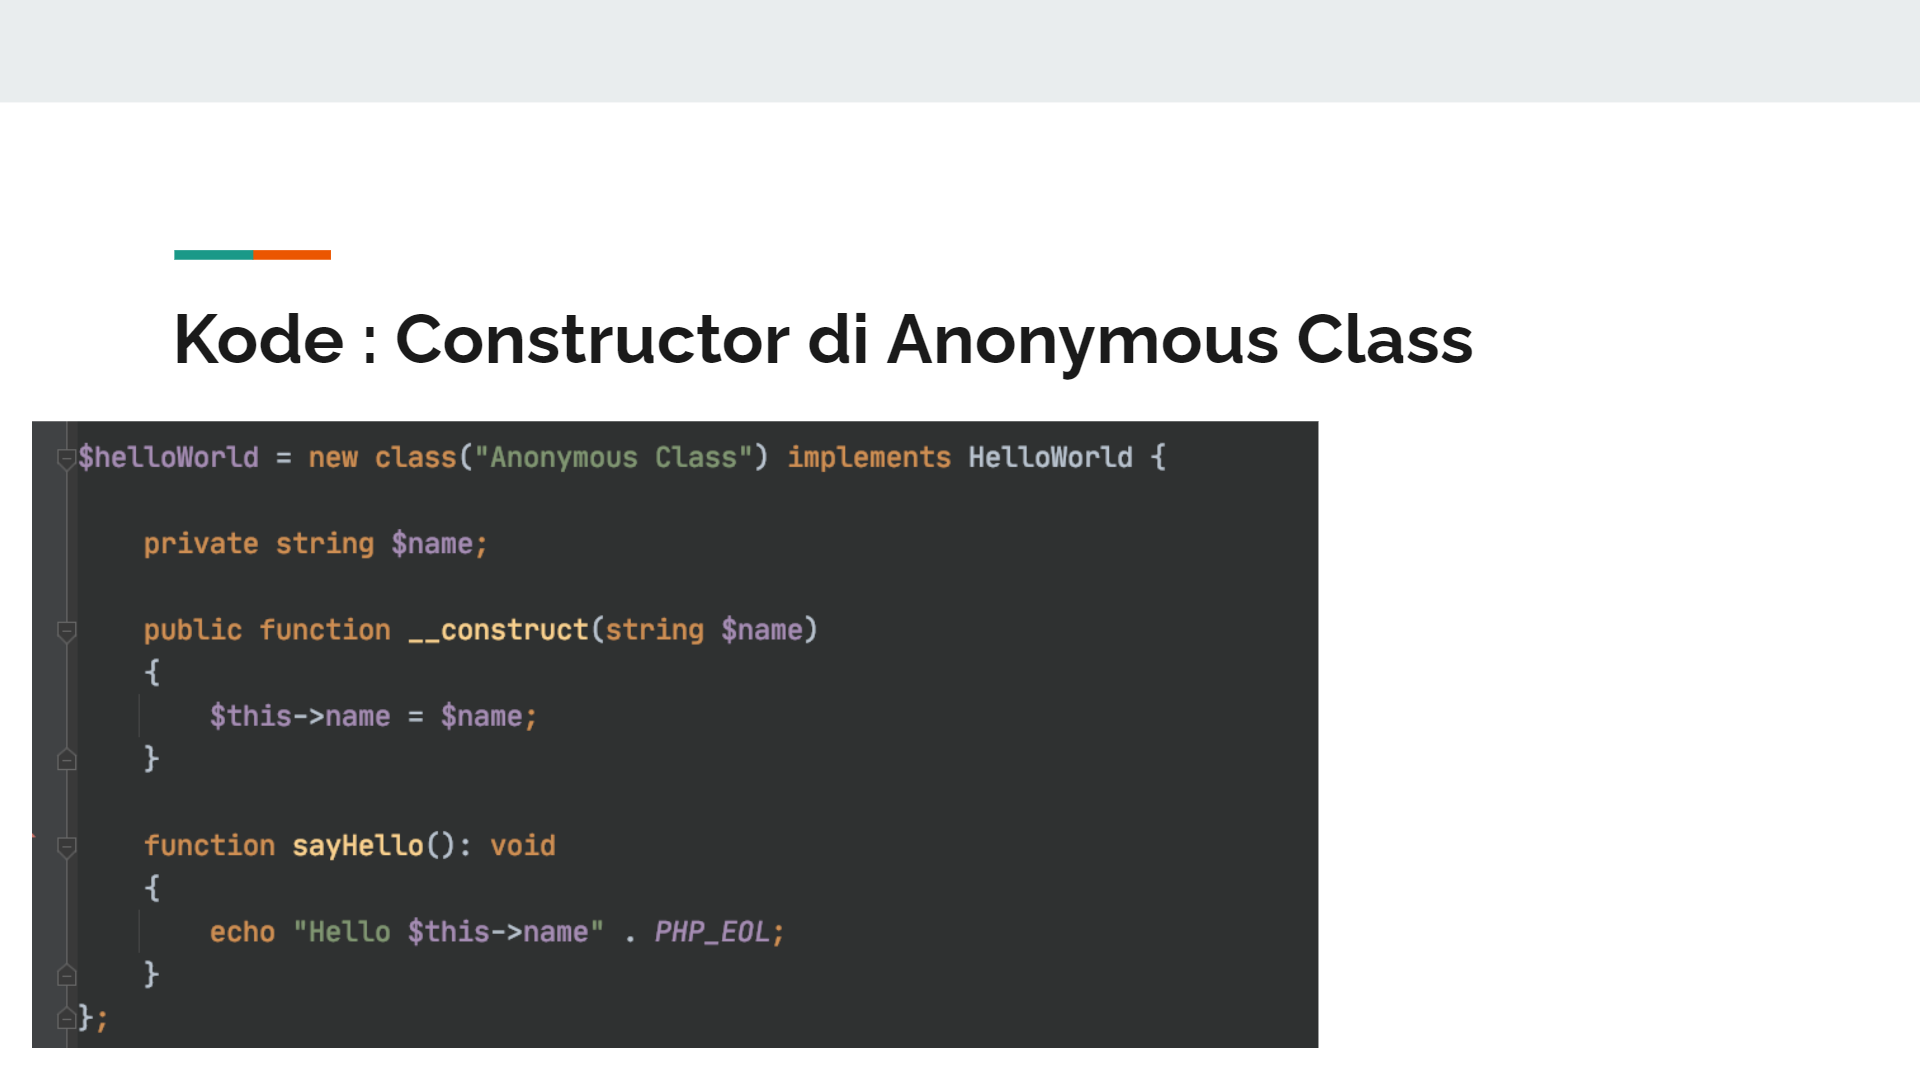 Kode : Constructor di Anonymous Class
$helloWorld = new class("Anonymous Class") implements HelloWorld {
private string $name;
public function __construct(string $name)
{
$this->name = $name;
}
function sayHello(): void
{
echo "Hello $this->name" . PHP_EOL;
}
};